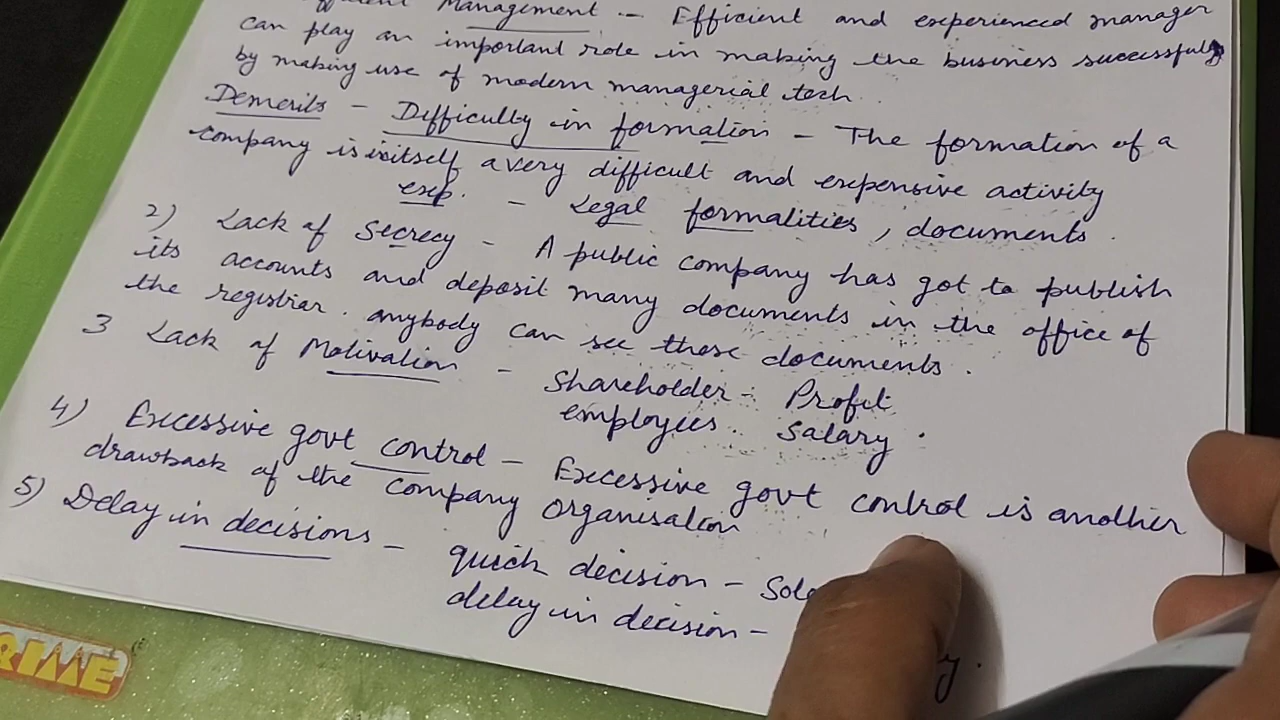 Management - Efficient and experienced manager
can play an important role in making the business successful
by making use of modern managerial tech.
Demerits - Difficulty in formation - The formation of a
company is in itself a very difficult and expensive activity
exp. - Legal formalities, documents.
2) Lack of Secrecy - A public company has got to publish
its accounts and deposit many documents in the office of
the registrar. anybody can see these documents.
3 Lack of Motivation - Shareholder - Profit
employees. Salary.
4) Excessive govt control - Excessive govt control is another
drawback of the company Organisation
5) Delay in decisions - quick decision -
delay in decision -